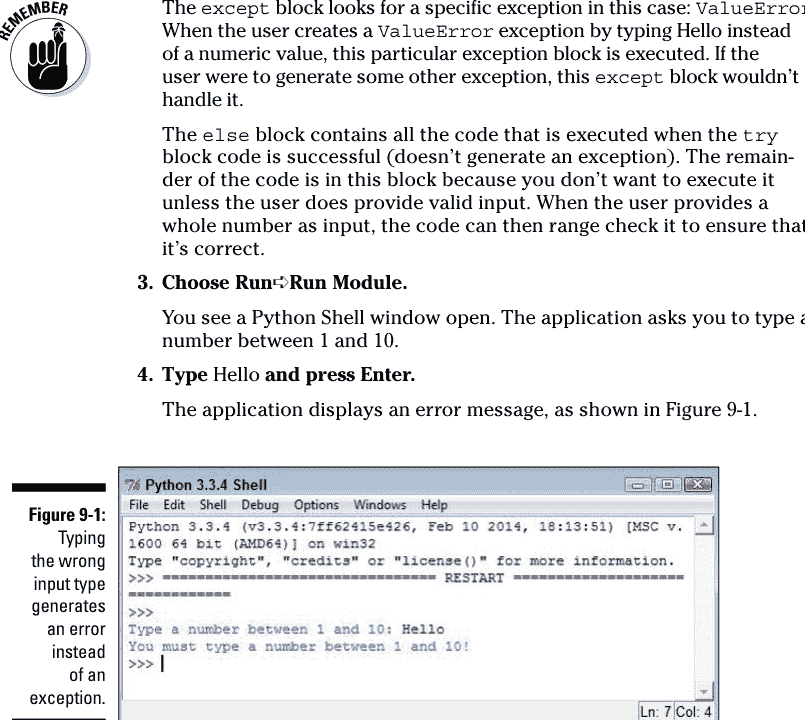 REMEMBER
The except block looks for a specific exception in this case: ValueError
When the user creates a ValueError exception by typing Hello instead
of a numeric value, this particular exception block is executed. If the
user were to generate some other exception, this except block wouldn't
handle it.
The else block contains all the code that is executed when the try
block code is successful (doesn't generate an exception). The remain-
der of the code is in this block because you don't want to execute it
unless the user does provide valid input. When the user provides a
whole number as input, the code can then range check it to ensure that
it's correct.
3. Choose Run➪Run Module.
You see a Python Shell window open. The application asks you to type a
number between 1 and 10.
4. Type Hello and press Enter.
The application displays an error message, as shown in Figure 9-1.
Figure 9-1:
Typing
the wrong
input type
generates
an error
instead
of an
exception.
Python 3.3.4 Shell
File Edit Shell Debug Options Windows Help
Python 3.3.4 (v3.3.4:7ff62415e426, Feb 10 2014, 18:13:51) [MSC v.
1600 64 bit (AMD64)] on win32
Type "copyright", "credits" or "license()" for more information.
>>> ================================ RESTART ====================
============
>>>
Type a number between 1 and 10: Hello
You must type a number between 1 and 10!
>>>
Ln: 7 Col: 4